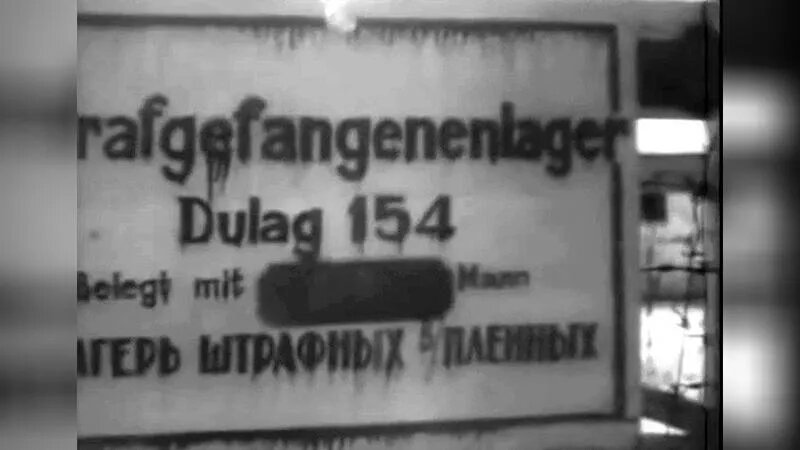 rafgefangenenlager
Dulag 154
Belegt mit Mann
АГЕРЬ ШТРАФНЫХ В/ПЛЕННЫХ